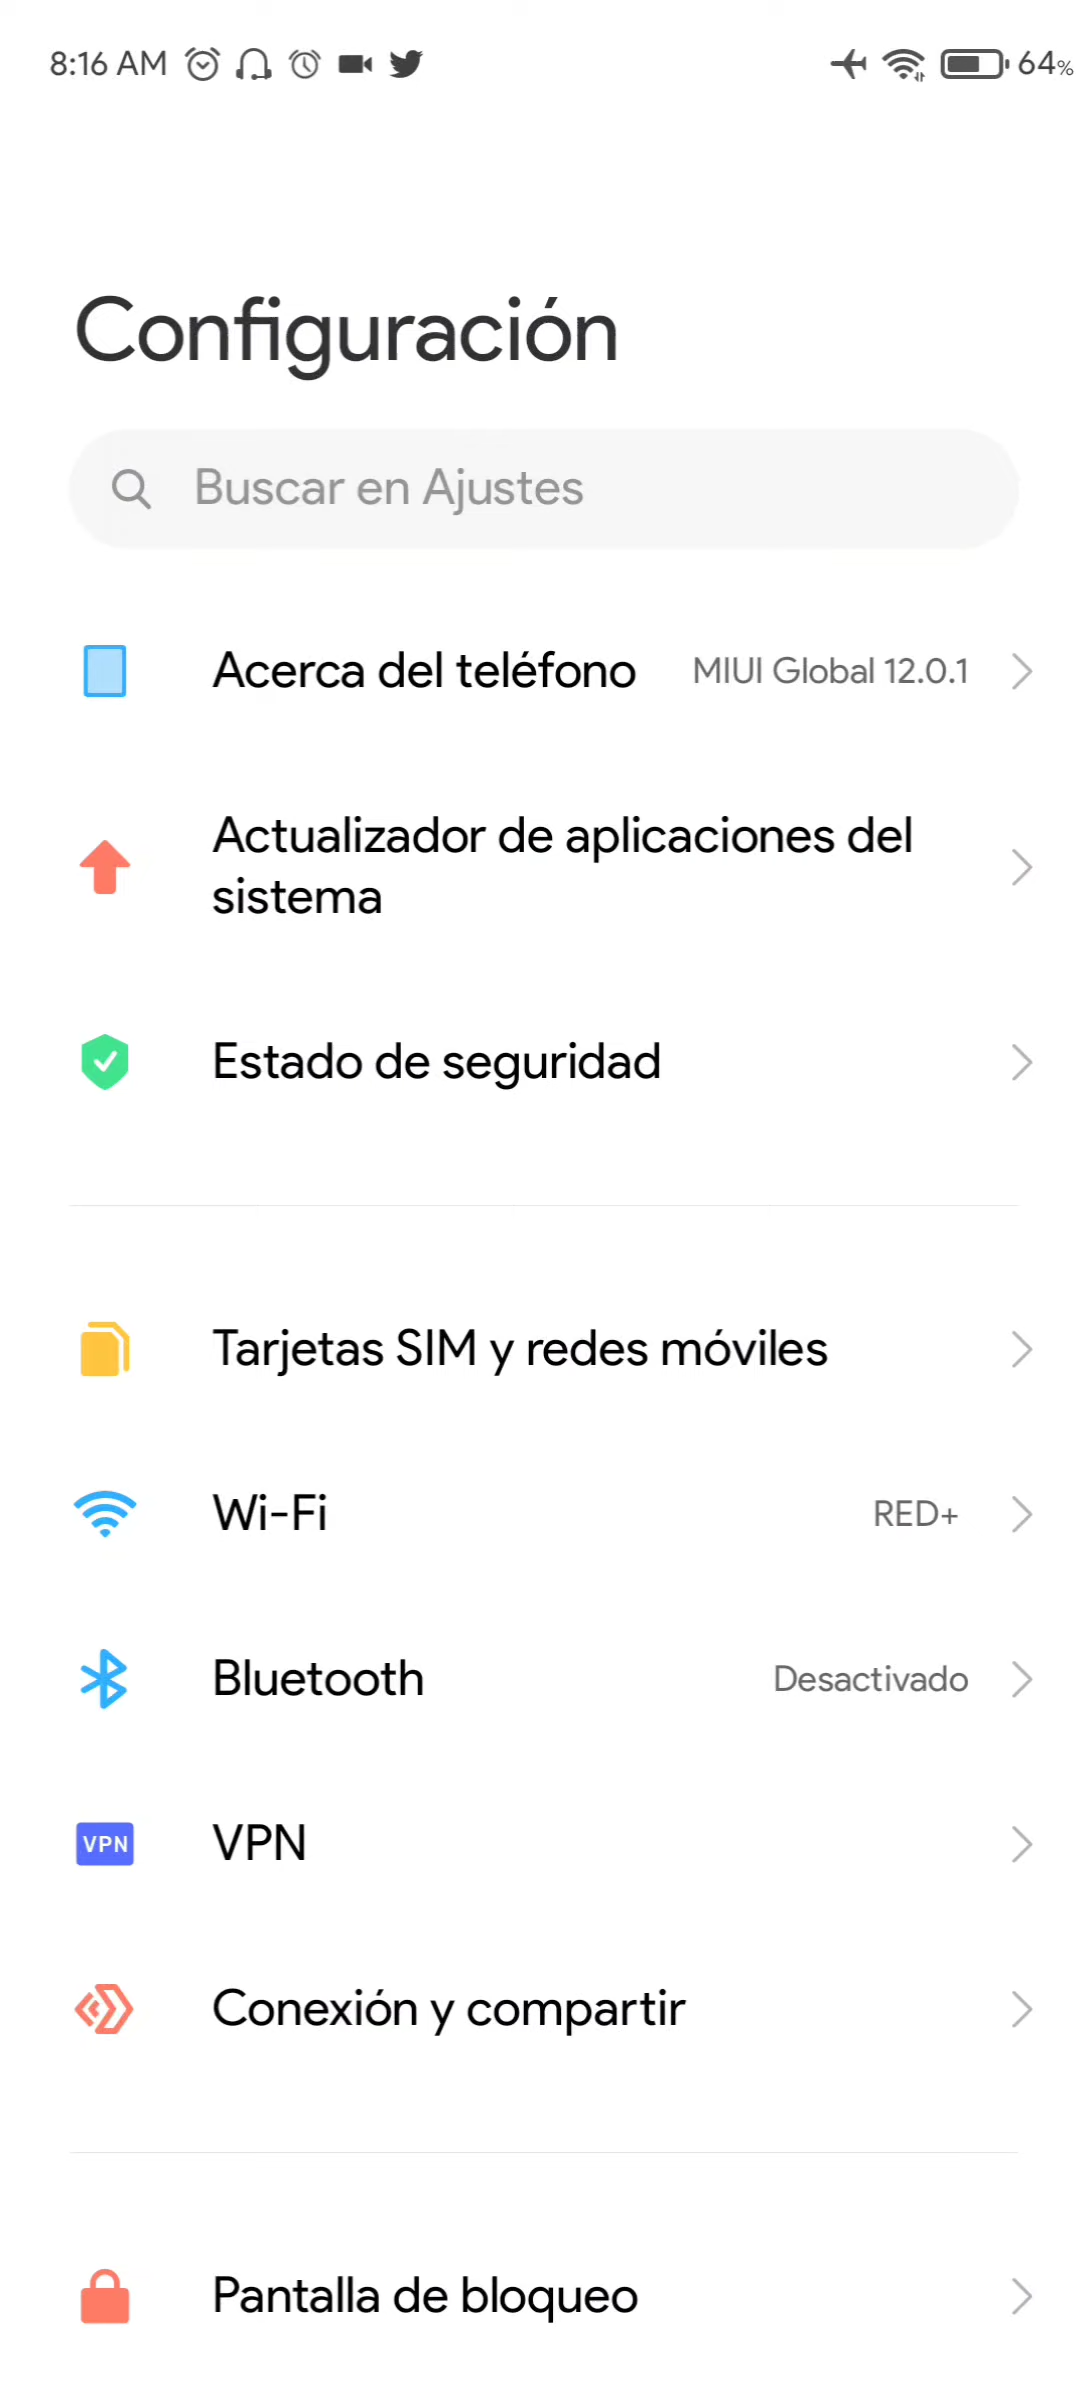 8:16 AM 64%
Configuración
Buscar en Ajustes
Acerca del teléfono MIUI Global 12.0.1
Actualizador de aplicaciones del
sistema
Estado de seguridad
Tarjetas SIM y redes móviles
Wi-Fi RED+
Bluetooth Desactivado
VPN VPN
Conexión y compartir
Pantalla de bloqueo